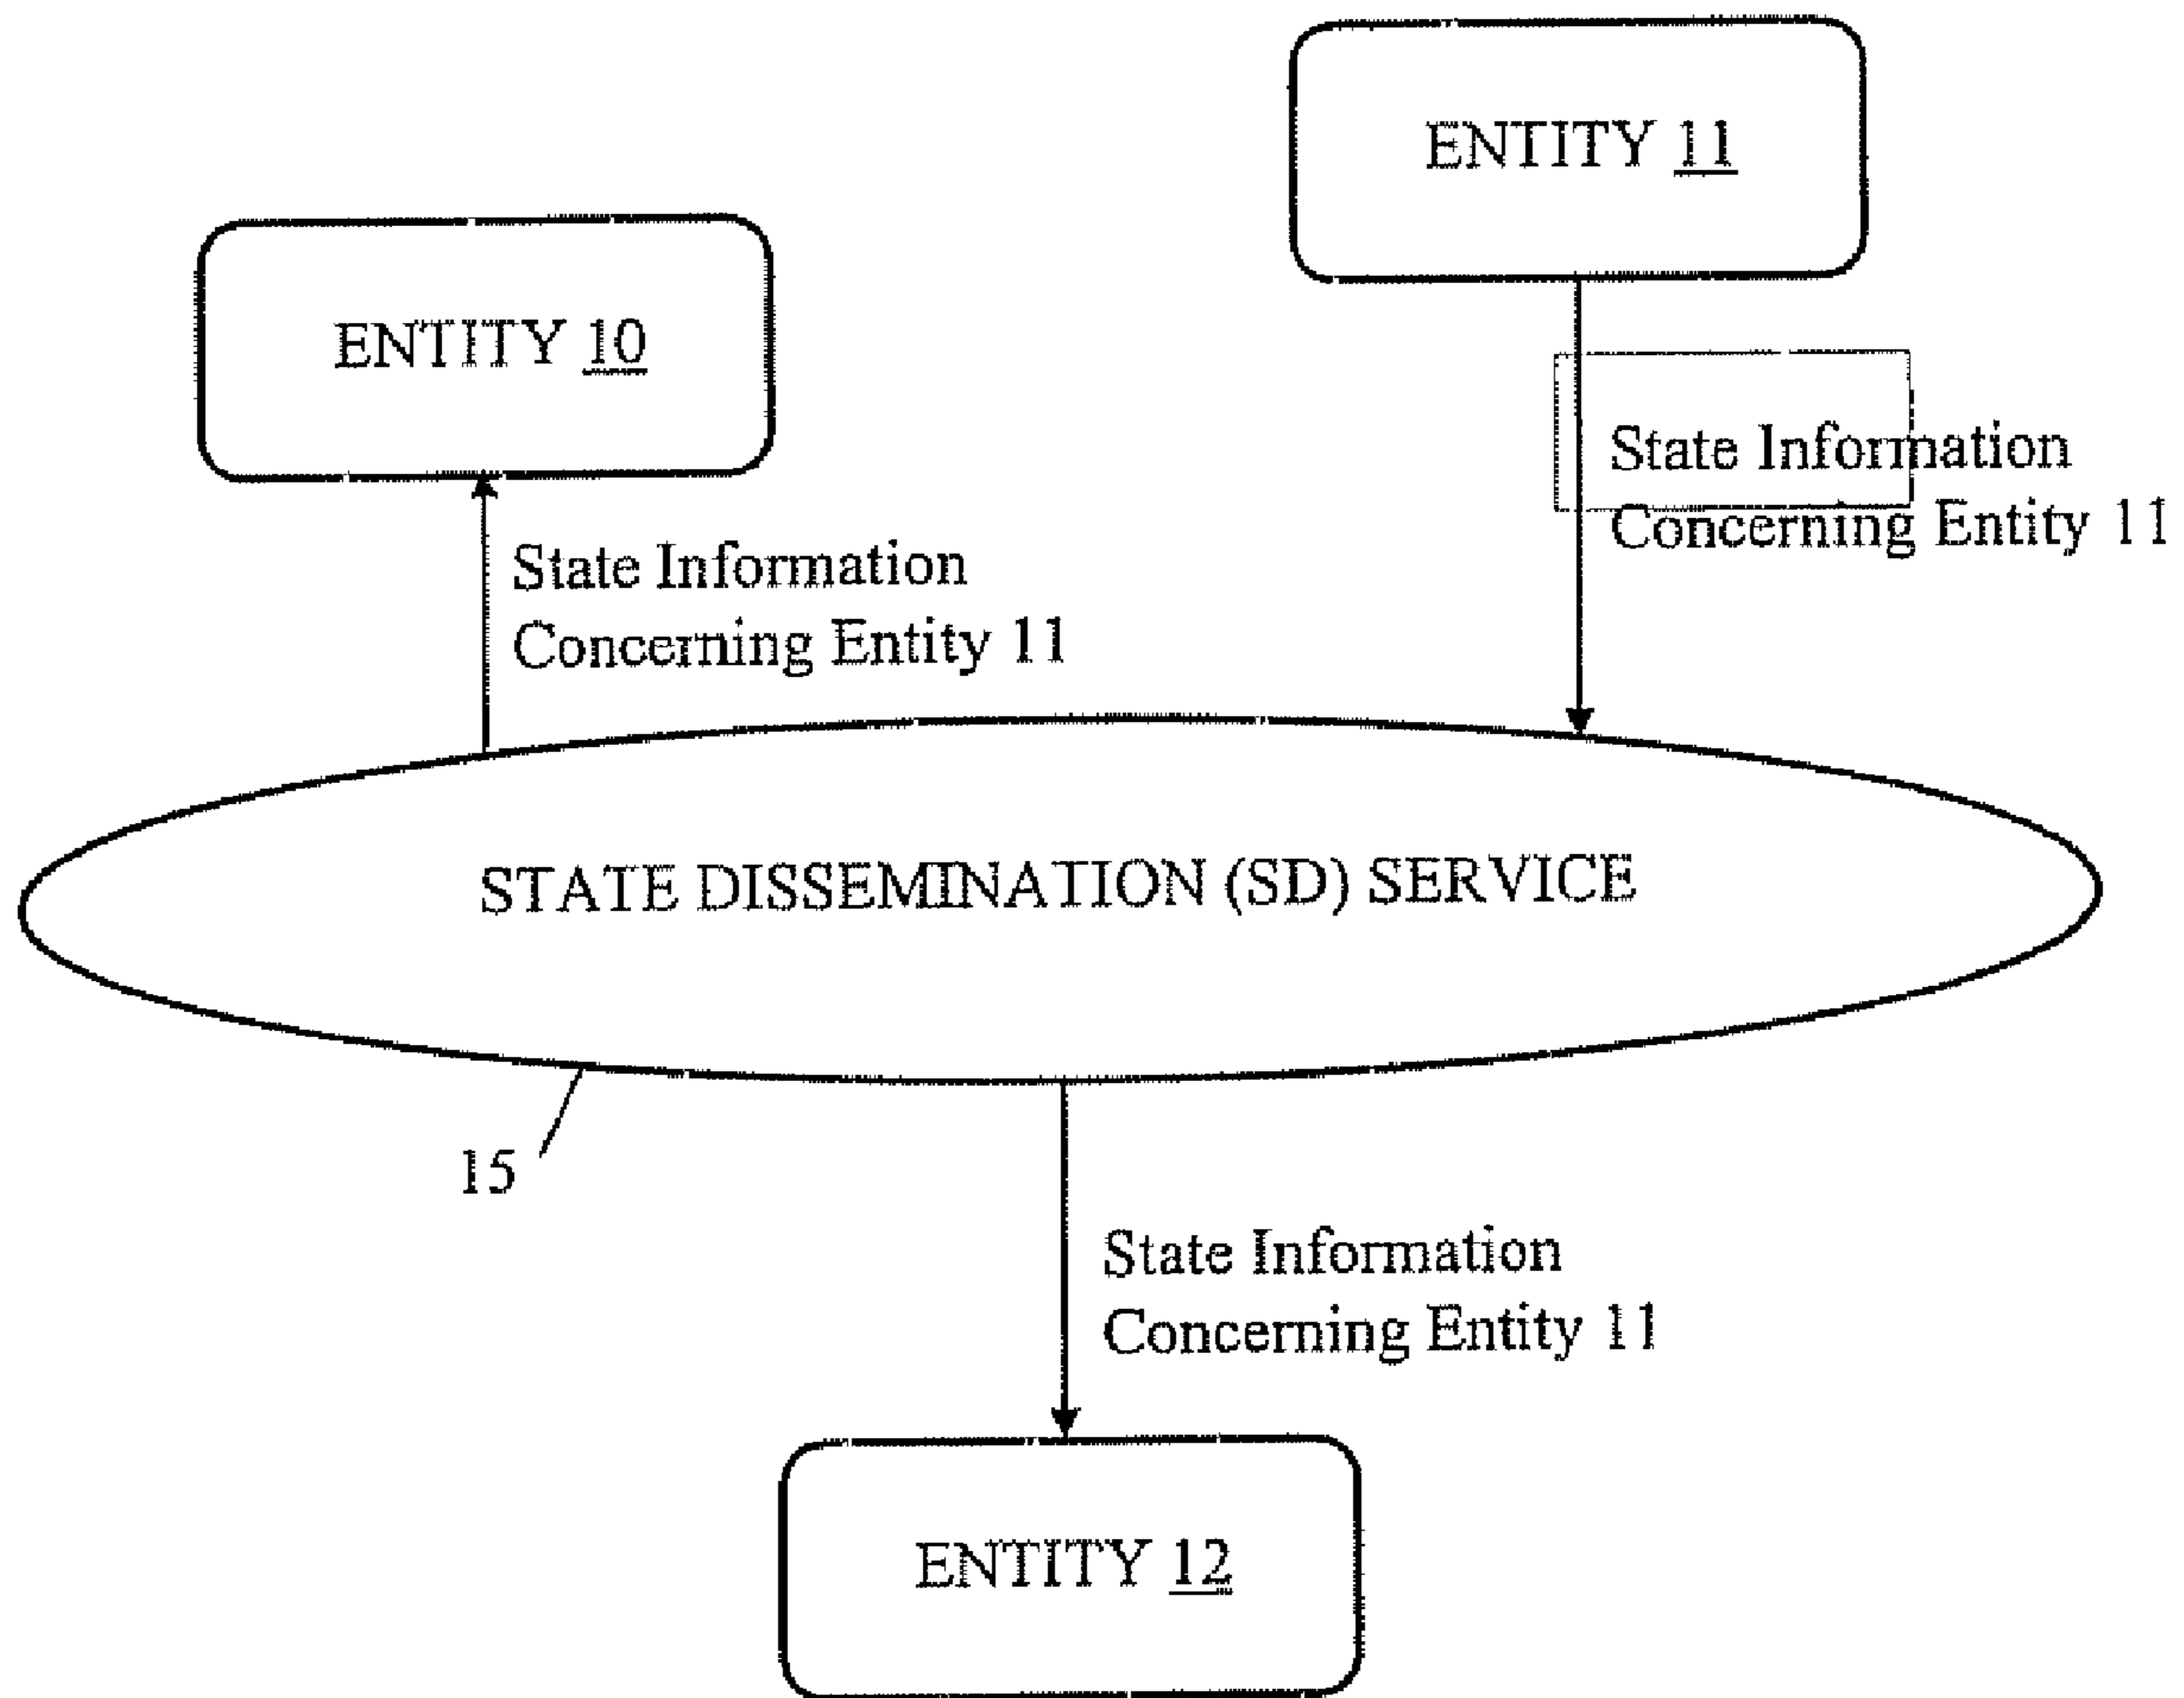 ENTITY 11
ENTITY 10
State Information
Concerning Entity 11
State Information
Concerning Entity 11
STATE DISSEMINATION (SD) SERVICE
15
State Information
Concerning Entity 11
ENTITY 12